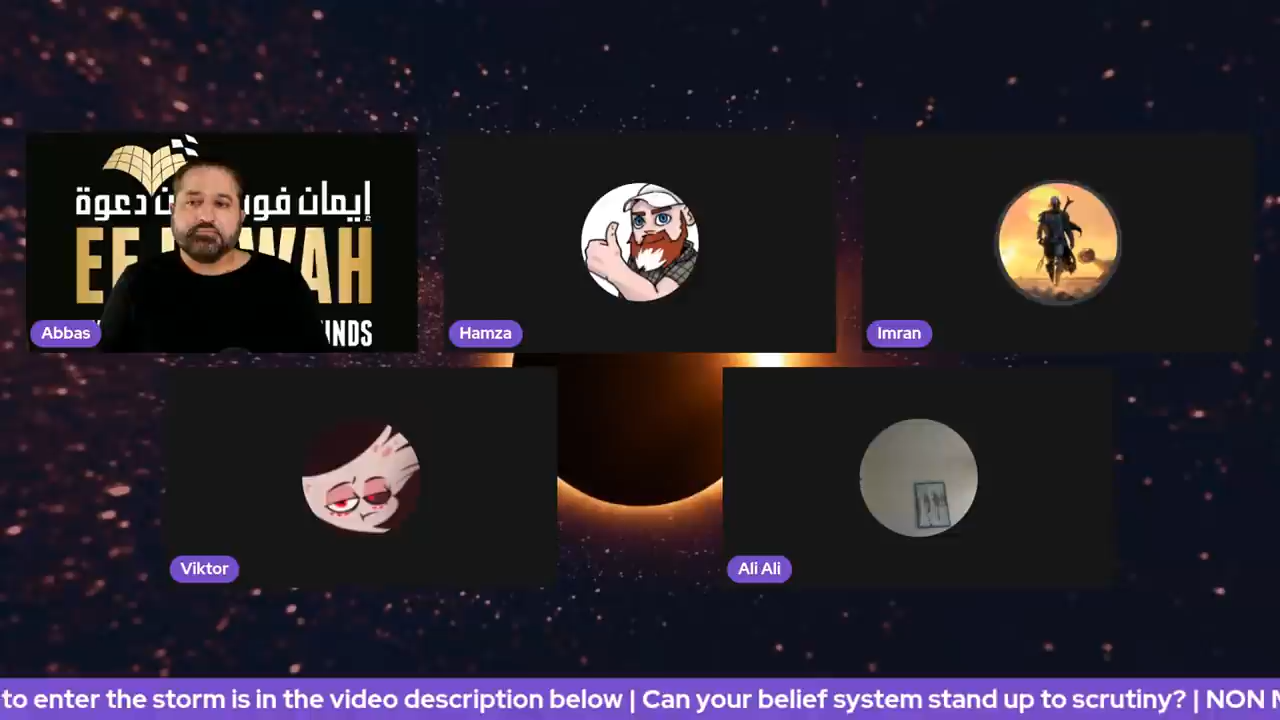 إيمان
دعوة
Abbas
Hamza
Imran
Viktor
Ali Ali
to enter the storm is in the video description below | Can your belief system stand up to scrutiny? | NON